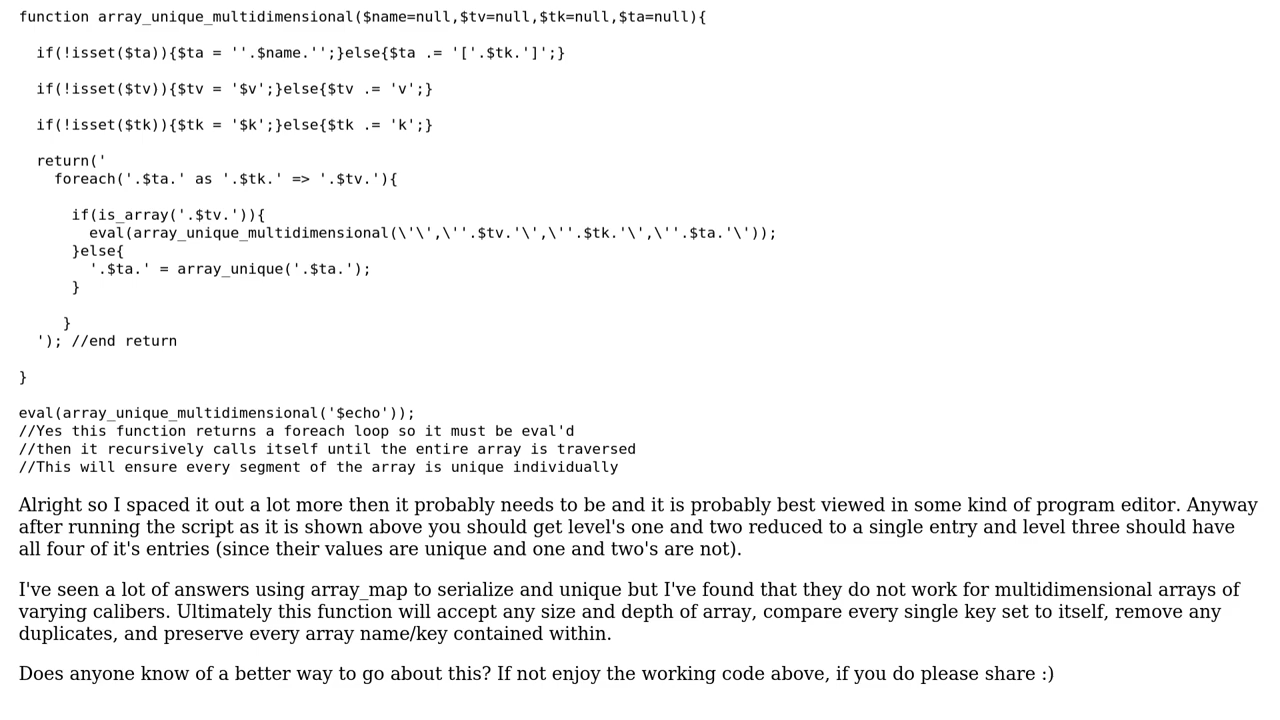 function array_unique_multidimensional($name=null,$tv=null,$tk=null,$ta=null){
if(!isset($ta)){$ta = ''.$name.'';}else{$ta .= '['.$tk.']';}
if(!isset($tv)){$tv = '$v';}else{$tv .= 'v';}
if(!isset($tk)){$tk = '$k';}else{$tk .= 'k';}
return('
foreach('.$ta.' as '.$tk.' => '.$tv.'){
if(is_array('.$tv.')){
eval(array_unique_multidimensional(\'\',\''.$tv.'\',\''.$tk.'\',\''.$ta.'\'));
}else{
'.$ta.' = array_unique('.$ta.');
}
}
'); //end return
}
eval(array_unique_multidimensional('$echo'));
//Yes this function returns a foreach loop so it must be eval'd
//then it recursively calls itself until the entire array is traversed
//This will ensure every segment of the array is unique individually
Alright so I spaced it out a lot more then it probably needs to be and it is probably best viewed in some kind of program editor. Anyway
after running the script as it is shown above you should get level's one and two reduced to a single entry and level three should have
all four of it's entries (since their values are unique and one and two's are not).
I've seen a lot of answers using array_map to serialize and unique but I've found that they do not work for multidimensional arrays of
varying calibers. Ultimately this function will accept any size and depth of array, compare every single key set to itself, remove any
duplicates, and preserve every array name/key contained within.
Does anyone know of a better way to go about this? If not enjoy the working code above, if you do please share :)